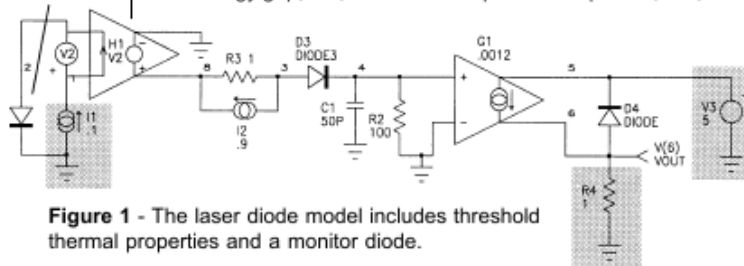 H1
V2
V2
2
+
1
I1
.1
8
R3 1
I2
.9
3
D3
DIODE3
4
C1
50P
R2
100
G1
.0012
5
6
D4
DIODE
V3
5
V(6)
VOUT
R4
1
Figure 1 - The laser diode model includes threshold
thermal properties and a monitor diode.